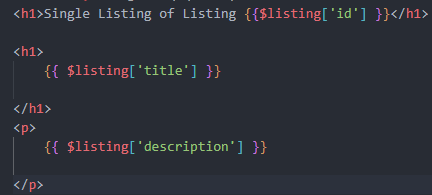 <h1>Single Listing of Listing {{$listing['id'] }}</h1>
<h1>
{{ $listing['title'] }}
</h1>
<p>
{{ $listing['description'] }}
</p>